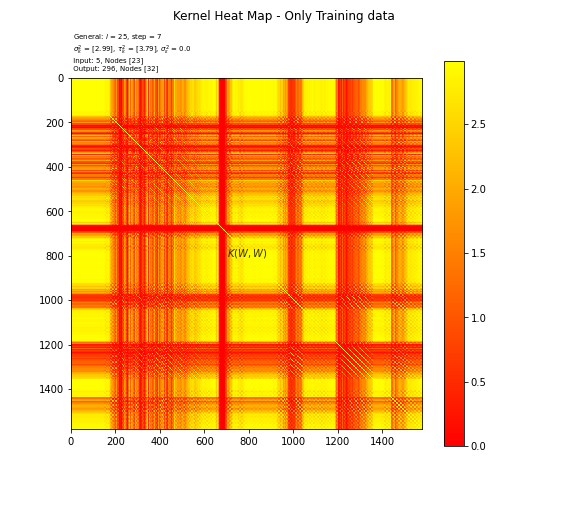 Kernel Heat Map - Only Training data
General: l = 25, step = 7
σ_k^2 = [2.99], τ_k^2 = [3.79], σ_ε^2 = 0.0
Input: 5, Nodes [23]
Output: 296, Nodes [32]
0
200
400
600
800
1000
1200
1400
K(W, W)
0 200 400 600 800 1000 1200 1400
2.5
2.0
1.5
1.0
0.5
0.0